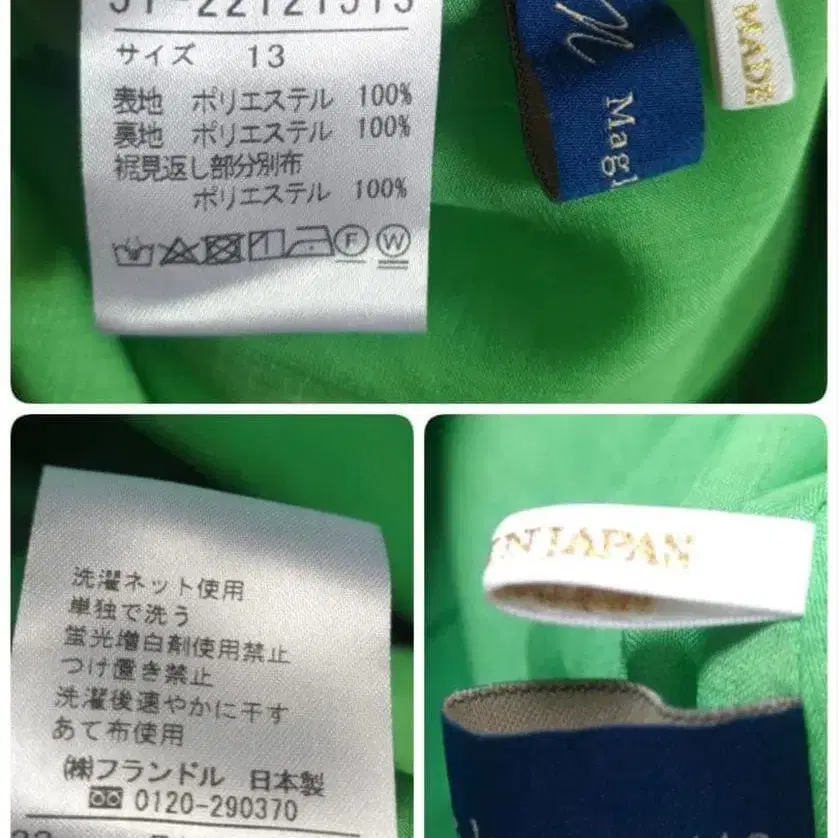 サイズ 13
表地 ポリエステル 100%
裏地 ポリエステル 100%
裾見返し部分別布
ポリエステル 100%
F W
Magl
MADE
洗濯ネット使用
単独で洗う
蛍光増白剤使用禁止
つけ置き禁止
洗濯後速やかに干す
あて布使用
㈱フランドル 日本製
0120-290370
IN JAPAN